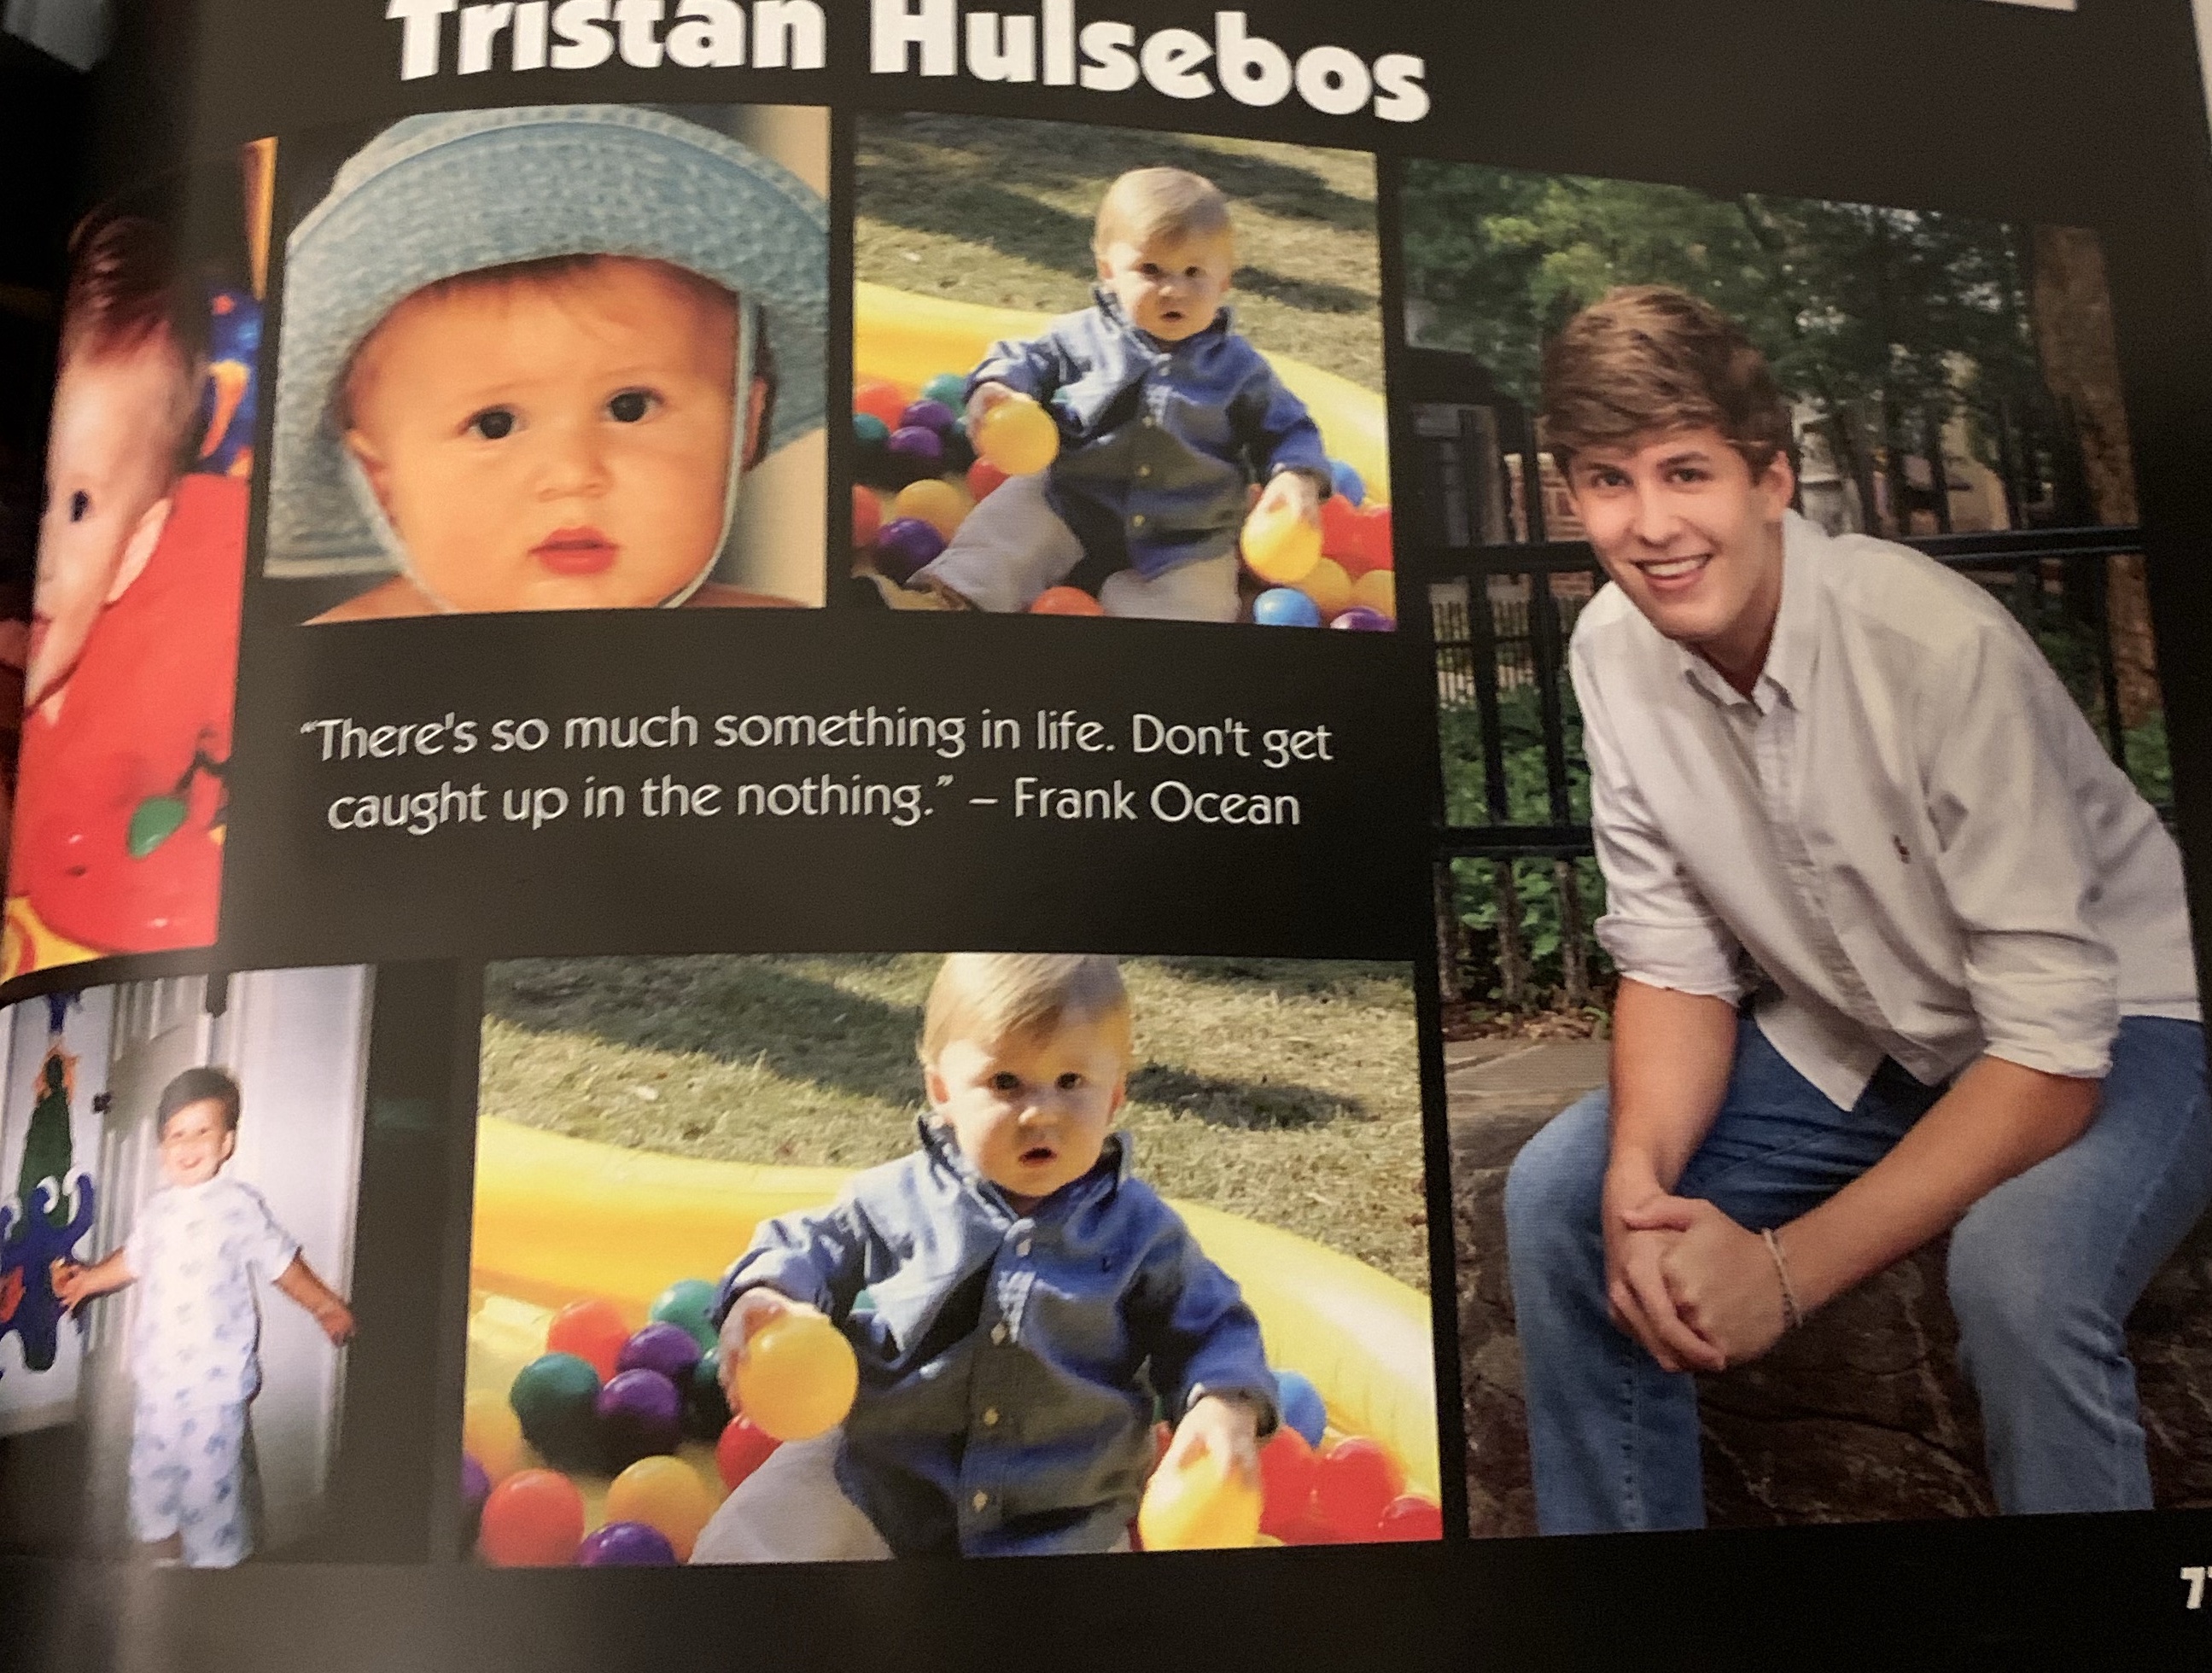 Tristan Hulsebos
“There's so much something in life. Don't get
caught up in the nothing.” – Frank Ocean